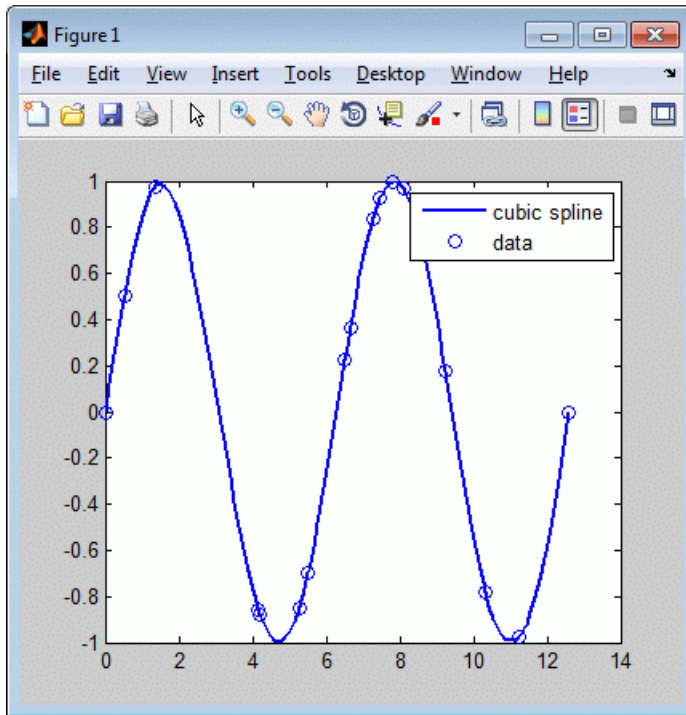 Figure 1
File Edit View Insert Tools Desktop Window Help
1
0.8
0.6
0.4
0.2
0
-0.2
-0.4
-0.6
-0.8
-1
0 2 4 6 8 10 12 14
cubic spline
data